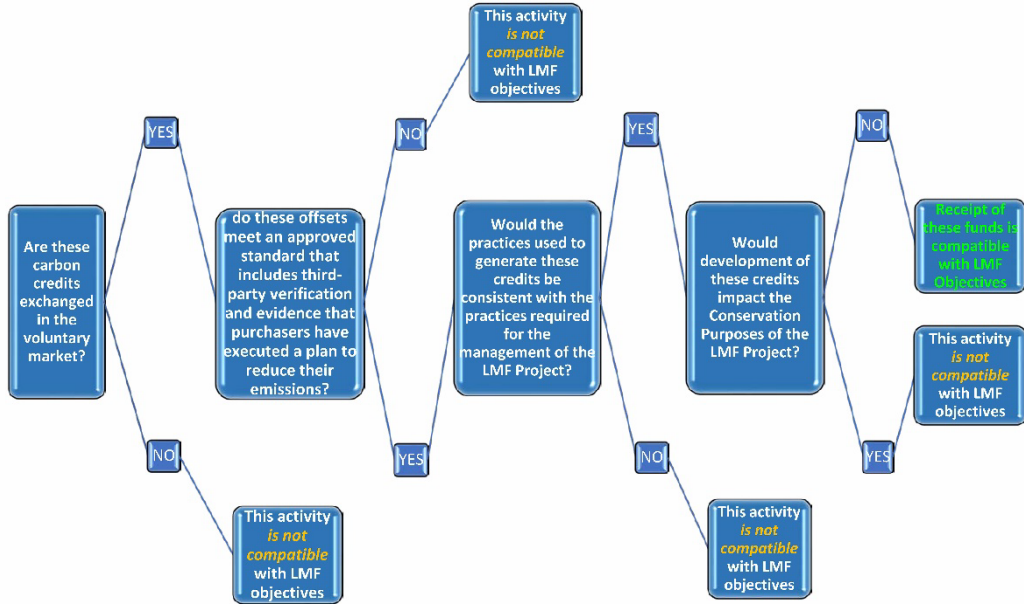 Are these
carbon
credits
exchanged
in the
voluntary
market?
YES
NO
This activity
is not
compatible
with LMF
objectives
do these offsets
meet an approved
standard that
includes third-
party verification
and evidence that
purchasers have
executed a plan to
reduce their
emissions?
NO
This activity
is not
compatible
with LMF
objectives
YES
Would the
practices used to
generate these
credits be
consistent with the
practices required
for the
management of the
LMF Project?
YES
NO
This activity
is not
compatible
with LMF
objectives
Would
development of
these credits
impact the
Conservation
Purposes of the
LMF Project?
NO
Receipt of
these funds is
compatible
with LMF
Objectives
YES
This activity
is not
compatible
with LMF
objectives